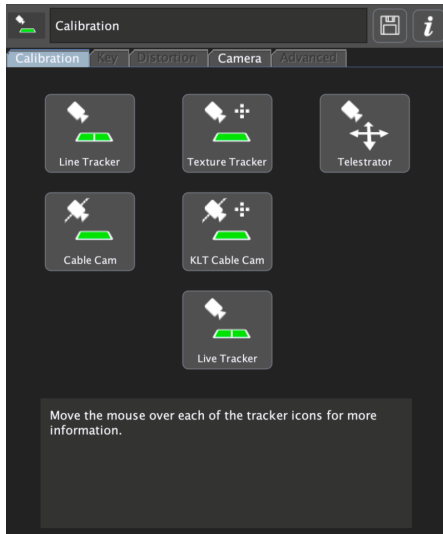 Calibration
i
Calibration Key Distortion Camera Advanced
Line Tracker Texture Tracker Telestrator
Cable Cam KLT Cable Cam
Live Tracker
Move the mouse over each of the tracker icons for more
information.